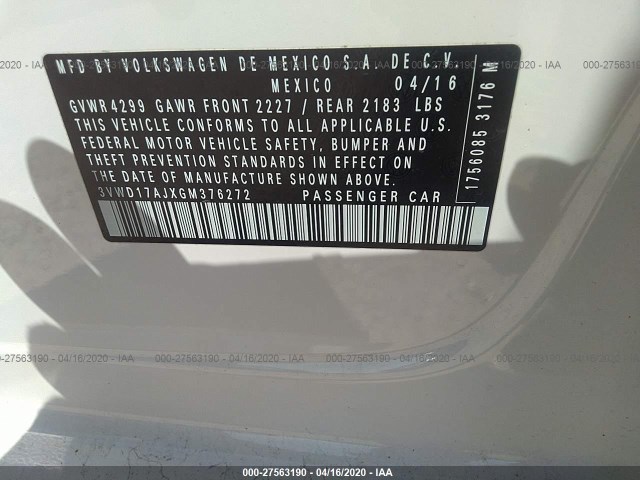 MFD BY VOLKSWAGEN DE MEXICO S.A. DE C.V.
MEXICO 04/16
GVWR 4299 GAWR FRONT 2227 / REAR 2183 LBS
THIS VEHICLE CONFORMS TO ALL APPLICABLE U.S.
FEDERAL MOTOR VEHICLE SAFETY, BUMPER AND
THEFT PREVENTION STANDARDS IN EFFECT ON
THE DATE OF MANUFACTURE SHOWN ABOVE.
3VWD17AJXGM376272 PASSENGER CAR
1756085 3176 M
000-27563190 - 04/16/2020 - IAA